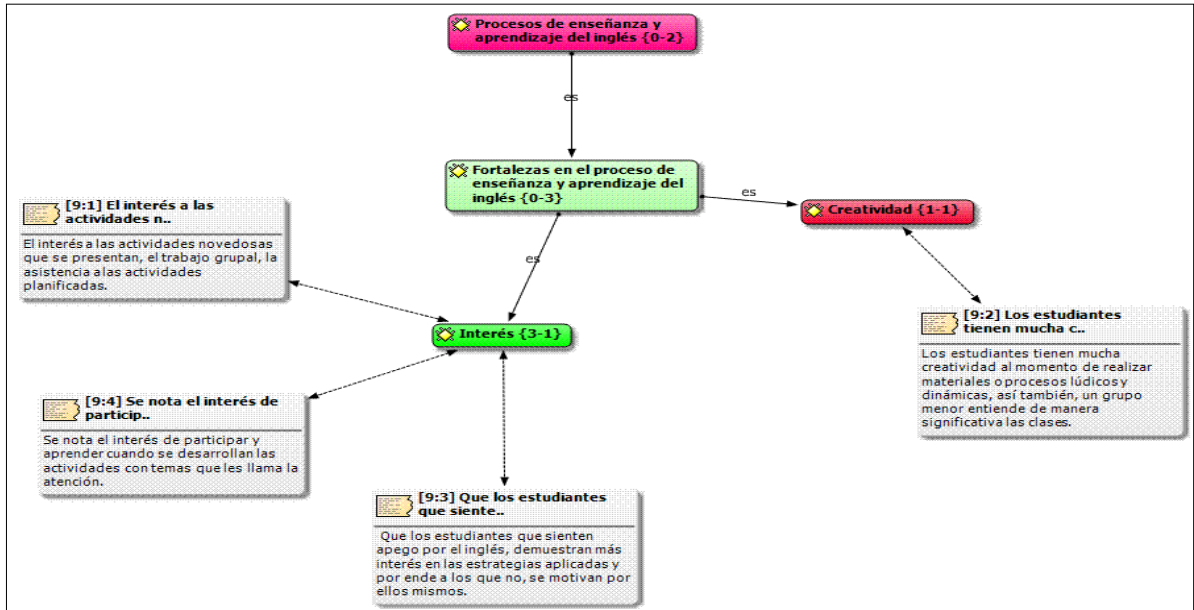 Procesos de enseñanza y
aprendizaje del inglés {0-2}
es
Fortalezas en el proceso de
enseñanza y aprendizaje del
inglés {0-3}
es
Creatividad {1-1}
es
[9:1] El interés a las
actividades n..
El interés a las actividades novedosas
que se presentan, el trabajo grupal, la
asistencia alas actividades
planificadas.
Interés {3-1}
[9:2] Los estudiantes
tienen mucha c..
Los estudiantes tienen mucha
creatividad al momento de realizar
materiales o procesos lúdicos y
dinámicas, así también, un grupo
menor entiende de manera
significativa las clases.
[9:4] Se nota el interés de
particip..
Se nota el interés de participar y
aprender cuando se desarrollan las
actividades con temas que les llama la
atención.
[9:3] Que los estudiantes
que siente..
Que los estudiantes que sienten
apego por el inglés, demuestran más
interés en las estrategias aplicadas y
por ende a los que no, se motivan por
ellos mismos.